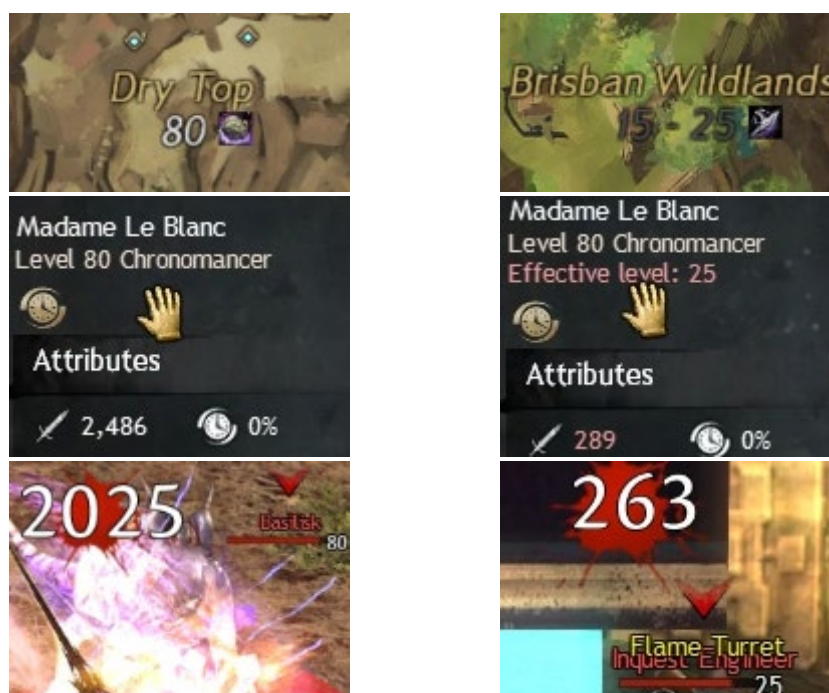 Dry Top
80
Brisban Wildlands
15 - 25
Madame Le Blanc
Level 80 Chronomancer
Attributes
2,486 0%
Madame Le Blanc
Level 80 Chronomancer
Effective level: 25
Attributes
289 0%
2025
Basilisk
80
263
Flame Turret
Inquest Engineer
25